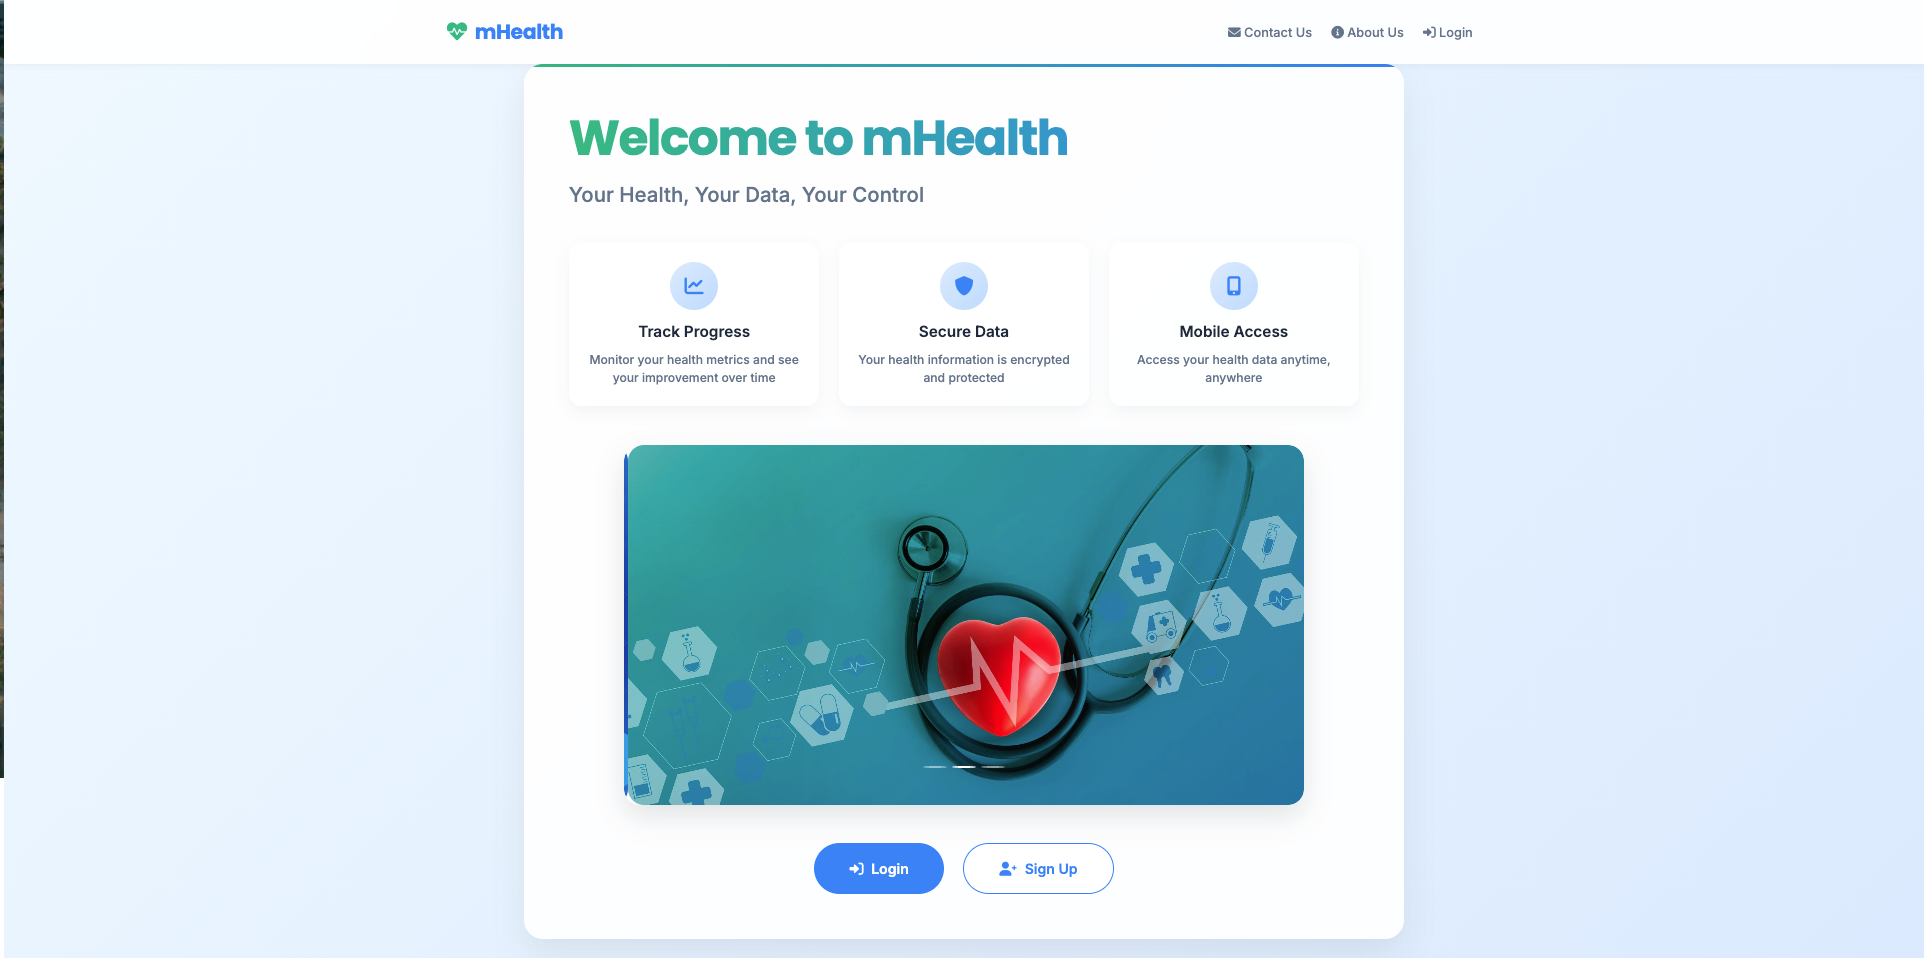 mHealth
Contact Us
About Us
Login
Welcome to mHealth
Your Health, Your Data, Your Control
Track Progress
Monitor your health metrics and see
your improvement over time
Secure Data
Your health information is encrypted
and protected
Mobile Access
Access your health data anytime,
anywhere
Login
Sign Up